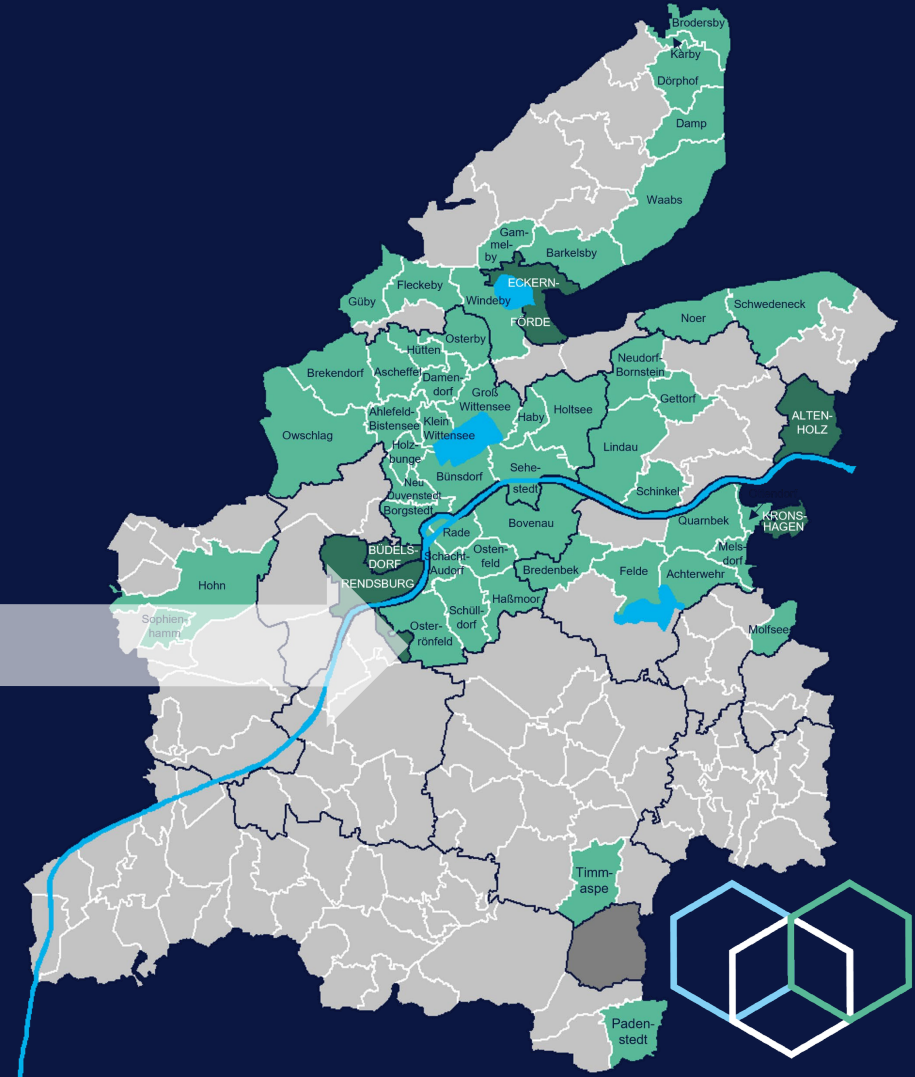 Brodersby
Karby
Dörphof
Damp
Waabs
Gam-
mel-
by
Barkelsby
Fleckeby
Güby
Windeby
ECKERN-
FÖRDE
Schwedeneck
Noer
Osterby
Hütten
Neudorf-
Bornstein
Brekendorf
Ascheffel
Damen-
dorf
Groß
Wittensee
Gettorf
Ahlefeld-
Bistensee
Klein
Wittensee
Haby
Holtsee
ALTEN-
HOLZ
Owschlag
Holz-
bunge
Lindau
Bünsdorf
Sehe-
stedt
Neu
Duvenstedt
Schinkel
Borgstedt
Bovenau
Quarnbek
KRONS-
HAGEN
Rade
BÜDELS-
DORF
Schacht-
Audorf
Osten-
feld
Mels-
dorf
Bredenbek
Felde
Achterwehr
Hohn
RENDSBURG
Haßmoor
Schüll-
dorf
Sophien-
hamm
Oster-
rönfeld
Molfsee
Timm-
aspe
Paden-
stedt